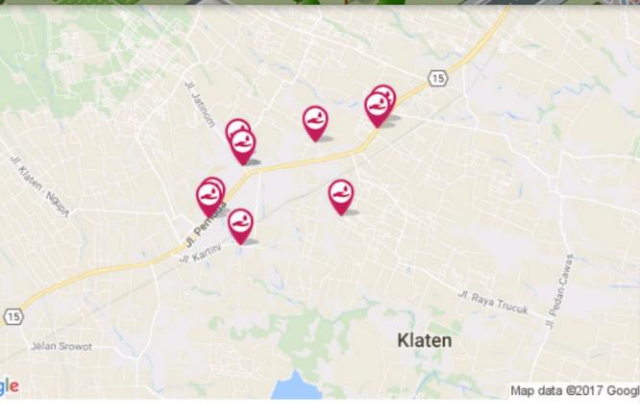 15
Jl. Jatinom
Jl. Klaten - Ndlau
Jl. Pemuda
Jl. Kartini
Jl. Raya Trucuk
Jl. Pedan-Cawas
15
Jalan Srowot
Klaten
gle
Map data ©2017 Googl